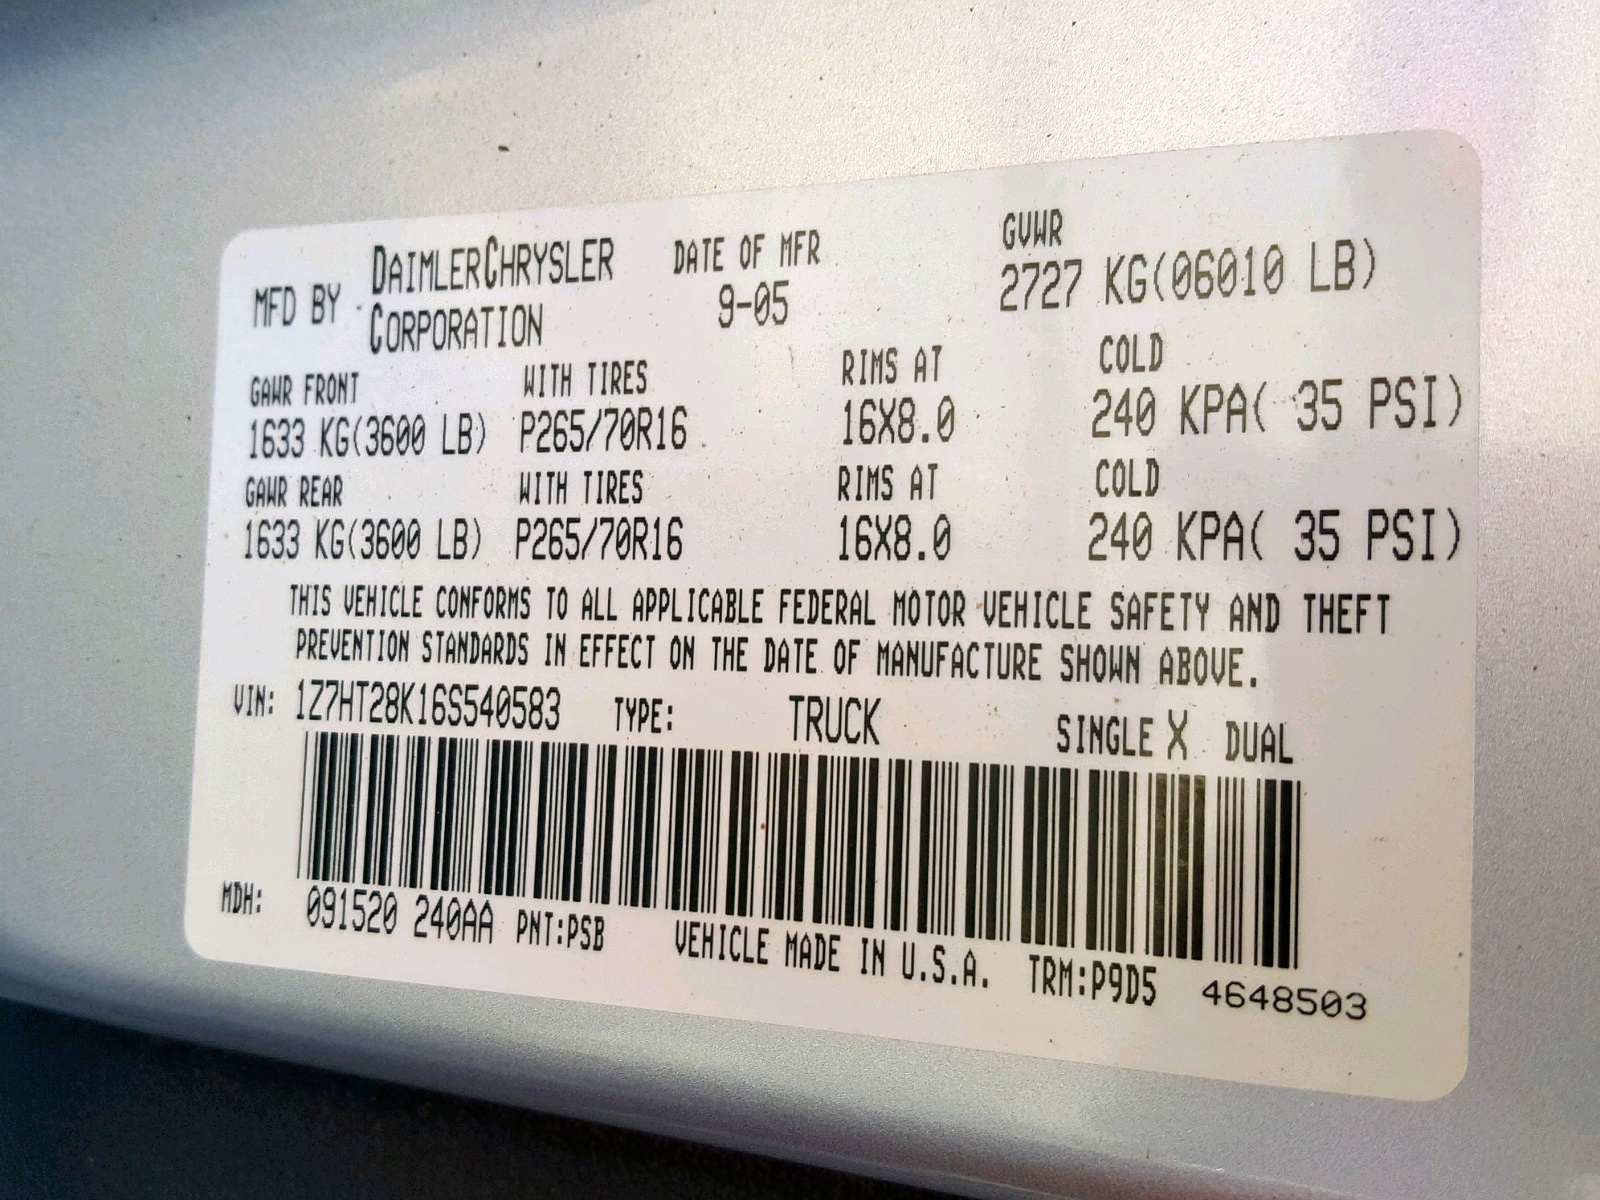 MFD BY DAIMLERCHRYSLER CORPORATION DATE OF MFR 9-05 GVWR 2727 KG(06010 LB)
GAWR FRONT WITH TIRES RIMS AT COLD
1633 KG(3600 LB) P265/70R16 16X8.0 240 KPA( 35 PSI)
GAWR REAR WITH TIRES RIMS AT COLD
1633 KG(3600 LB) P265/70R16 16X8.0 240 KPA( 35 PSI)
THIS VEHICLE CONFORMS TO ALL APPLICABLE FEDERAL MOTOR VEHICLE SAFETY AND THEFT
PREVENTION STANDARDS IN EFFECT ON THE DATE OF MANUFACTURE SHOWN ABOVE.
VIN: 1Z7HT28K16S540583 TYPE: TRUCK SINGLE X DUAL
MDH: 091520 240AA PNT:PSB VEHICLE MADE IN U.S.A. TRM:P9D5 4648503